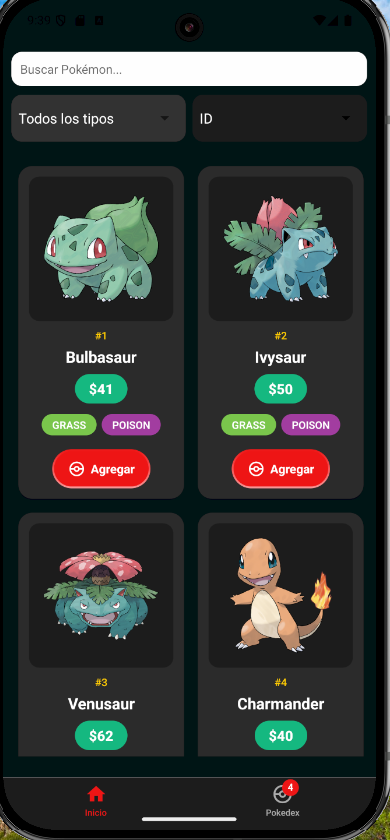 9:39
Buscar Pokémon...
Todos los tipos
ID
#1
Bulbasaur
$41
GRASS POISON
Agregar
#2
Ivysaur
$50
GRASS POISON
Agregar
#3
Venusaur
$62
#4
Charmander
$40
Inicio
4
Pokedex